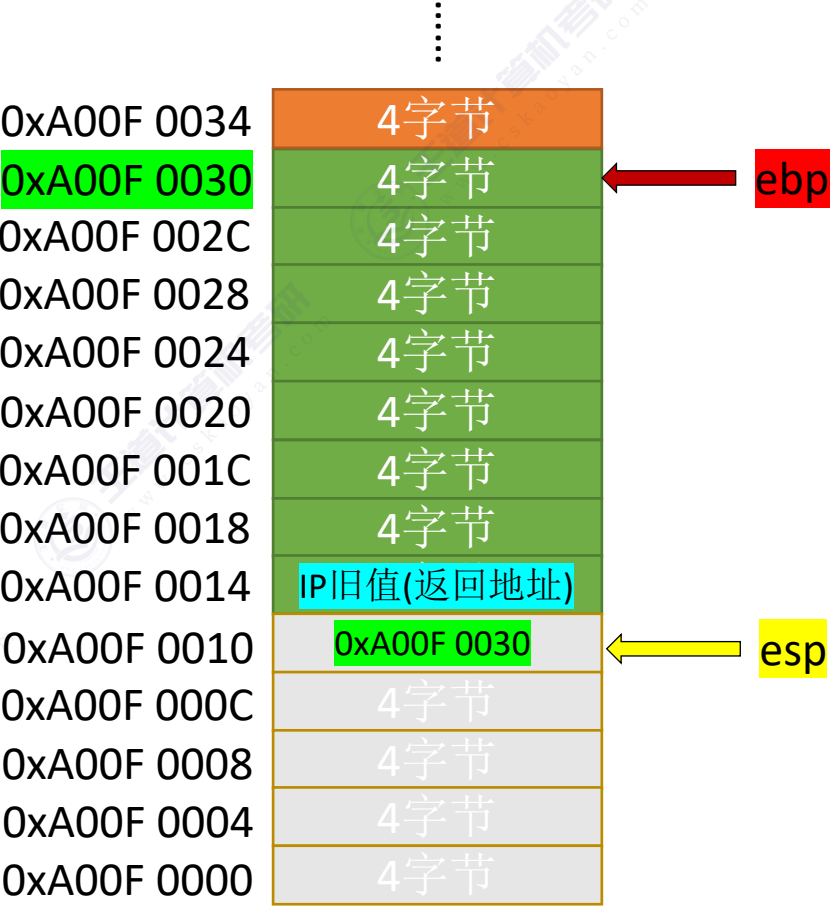 0xA00F 0034 4字节
0xA00F 0030 4字节 ebp
0xA00F 002C 4字节
0xA00F 0028 4字节
0xA00F 0024 4字节
0xA00F 0020 4字节
0xA00F 001C 4字节
0xA00F 0018 4字节
0xA00F 0014 IP旧值(返回地址)
0xA00F 0010 0xA00F 0030 esp
0xA00F 000C 4字节
0xA00F 0008 4字节
0xA00F 0004 4字节
0xA00F 0000 4字节